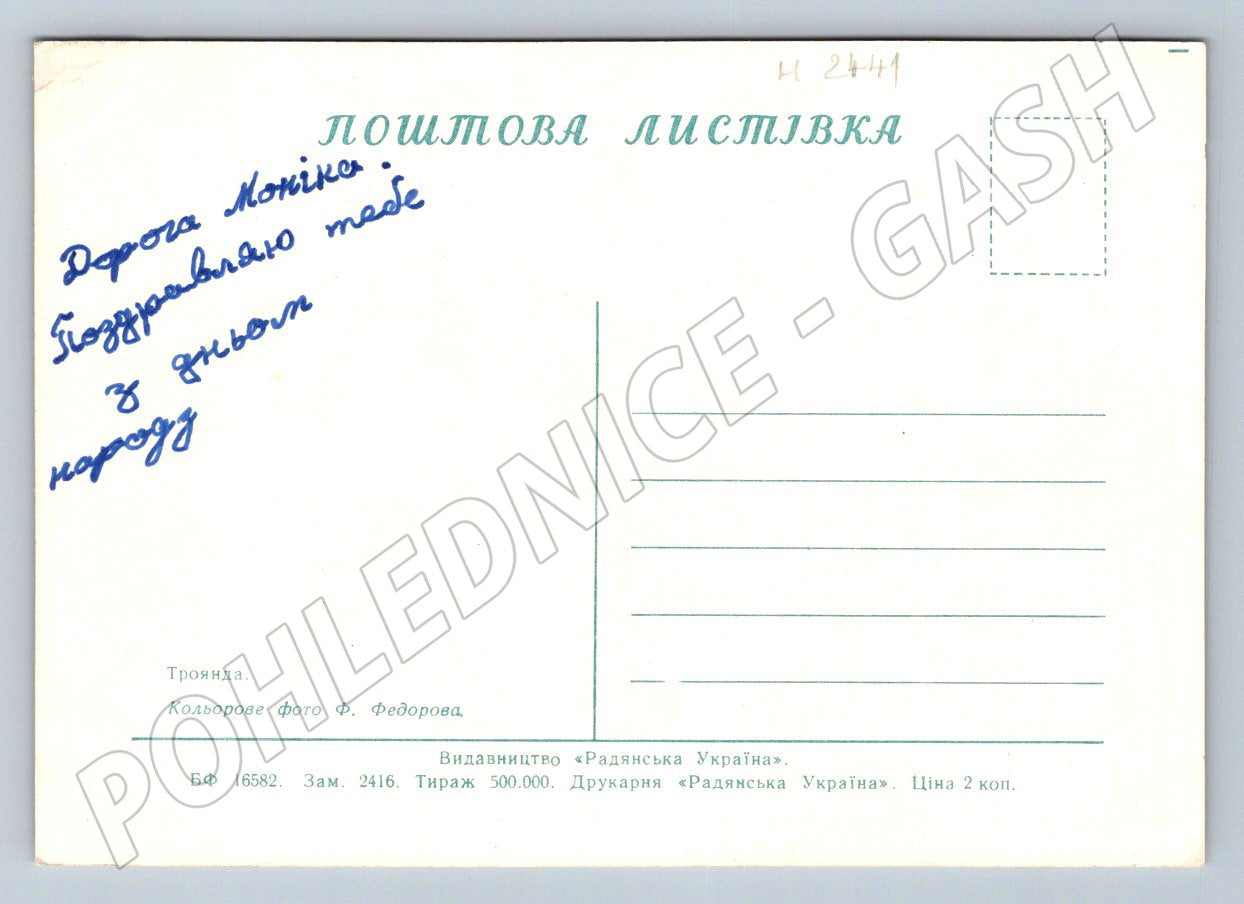 н 2441
ПОШТОВА ЛИСТІВКА
Дорога Моніка.
Поздуравляю тебе
з дньом
народу
Троянда.
Кольорове фото Ф. Федорова.
Видавництво «Радянська Україна».
БФ 16582. Зам. 2416. Тираж 500.000. Друкарня «Радянська Україна». Ціна 2 коп.
POHLEDNICE - GASH